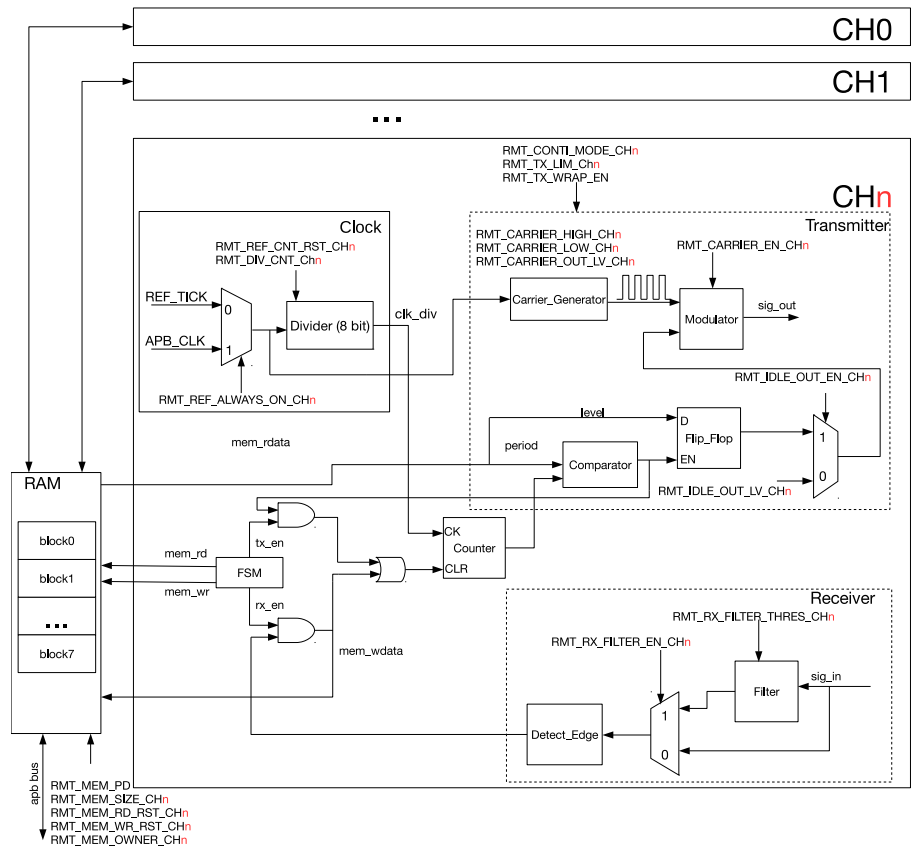 CH0
CH1
...
RMT_CONTI_MODE_CHn
RMT_TX_LIM_Chn
RMT_TX_WRAP_EN
CHn
Clock
Transmitter
RMT_REF_CNT_RST_CHn
RMT_DIV_CNT_Chn
RMT_CARRIER_HIGH_CHn
RMT_CARRIER_LOW_CHn
RMT_CARRIER_OUT_LV_CHn
RMT_CARRIER_EN_CHn
REF_TICK
0
Divider (8 bit)
clk_div
Carrier_Generator
Modulator
sig_out
APB_CLK
1
RMT_REF_ALWAYS_ON_CHn
RMT_IDLE_OUT_EN_CHn
mem_rdata
level
period
D
Flip_Flop
EN
1
0
Comparator
RMT_IDLE_OUT_LV_CHn
RAM
block0
block1
...
block7
mem_rd
mem_wr
tx_en
FSM
rx_en
CK
Counter
CLR
mem_wdata
Receiver
RMT_RX_FILTER_THRES_CHn
RMT_RX_FILTER_EN_CHn
sig_in
Filter
1
0
Detect_Edge
apb bus
RMT_MEM_PD
RMT_MEM_SIZE_CHn
RMT_MEM_RD_RST_CHn
RMT_MEM_WR_RST_CHn
RMT_MEM_OWNER_CHn